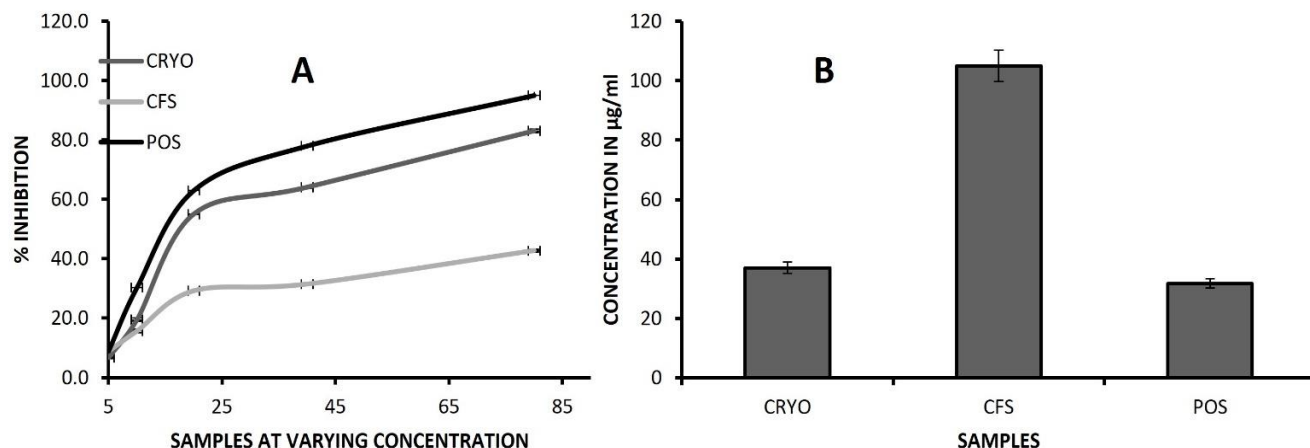 120.0
100.0
80.0
60.0
40.0
20.0
0.0
% INHIBITION
A
CRYO
CFS
POS
5
25
45
65
85
SAMPLES AT VARYING CONCENTRATION
120
100
80
60
40
20
0
CONCENTRATION IN µg/ml
B
CRYO
CFS
POS
SAMPLES